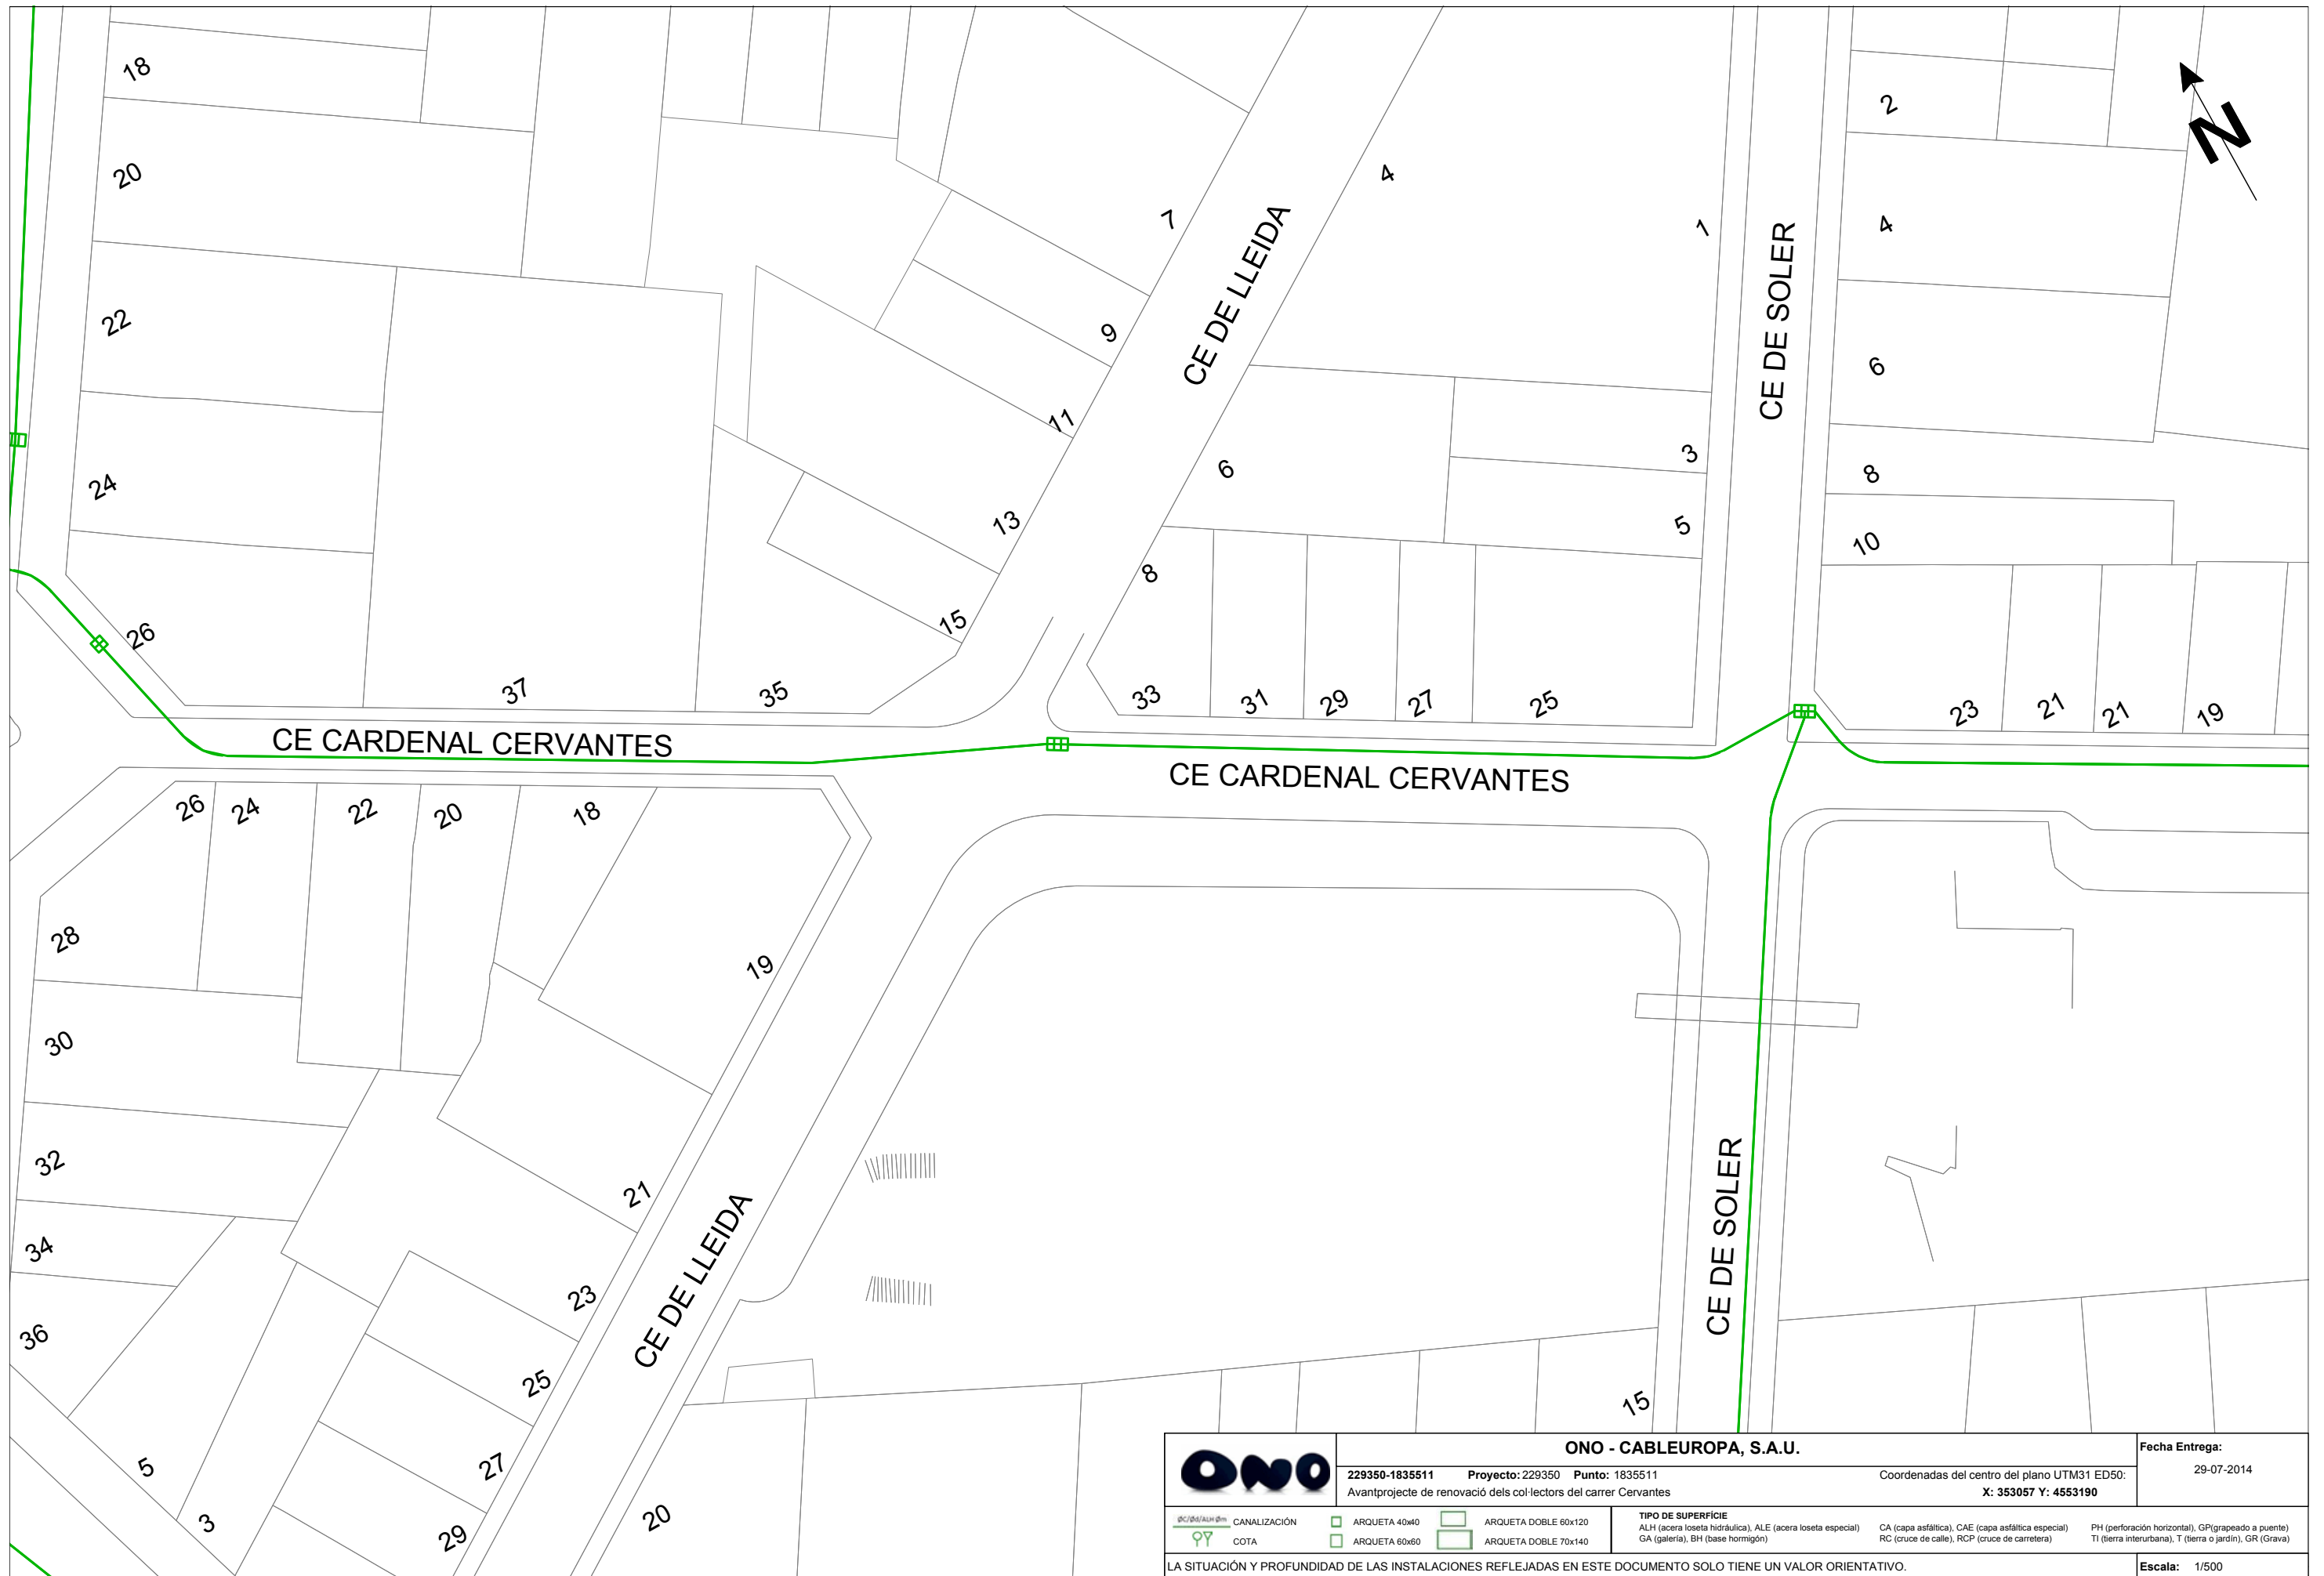 18
20
22
24
26
37
35
7
9
11
13
15
CE DE LLEIDA
4
6
8
33
31
29
27
25
1
3
5
CE DE SOLER
2
4
6
8
10
23
21
21
19
N
CE CARDENAL CERVANTES
CE CARDENAL CERVANTES
26
24
22
20
18
28
30
32
34
36
19
21
23
25
27
29
5
3
20
CE DE LLEIDA
CE DE SOLER
15
ONO
ONO - CABLEUROPA, S.A.U.
229350-1835511 Proyecto: 229350 Punto: 1835511
Avantprojecte de renovació dels col·lectors del carrer Cervantes
Coordenadas del centro del plano UTM31 ED50:
X: 353057 Y: 4553190
Fecha Entrega:
29-07-2014
ØC/Ød/ALH Øm CANALIZACIÓN
COTA
ARQUETA 40x40
ARQUETA 60x60
ARQUETA DOBLE 60x120
ARQUETA DOBLE 70x140
TIPO DE SUPERFÍCIE
ALH (acera loseta hidráulica), ALE (acera loseta especial)
GA (galería), BH (base hormigón)
CA (capa asfáltica), CAE (capa asfáltica especial)
RC (cruce de calle), RCP (cruce de carretera)
PH (perforación horizontal), GP(grapeado a puente)
TI (tierra interurbana), T (tierra o jardín), GR (Grava)
LA SITUACIÓN Y PROFUNDIDAD DE LAS INSTALACIONES REFLEJADAS EN ESTE DOCUMENTO SOLO TIENE UN VALOR ORIENTATIVO.
Escala: 1/500